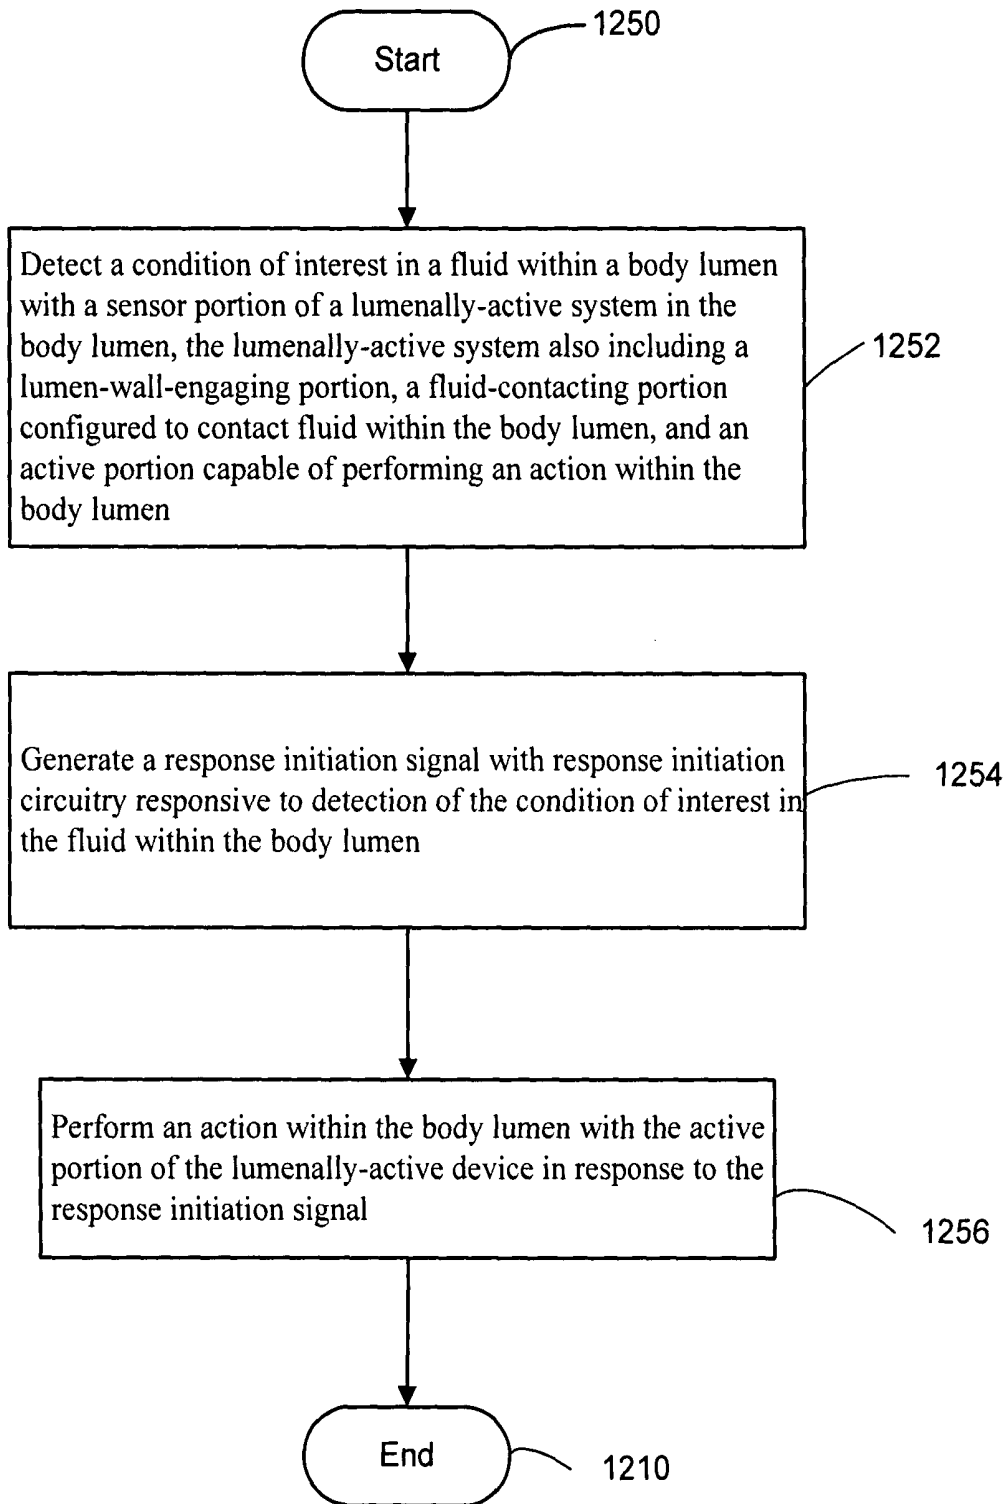 Start
1250
Detect a condition of interest in a fluid within a body lumen
with a sensor portion of a lumenally-active system in the
body lumen, the lumenally-active system also including a
lumen-wall-engaging portion, a fluid-contacting portion
configured to contact fluid within the body lumen, and an
active portion capable of performing an action within the
body lumen
1252
Generate a response initiation signal with response initiation
circuitry responsive to detection of the condition of interest in
the fluid within the body lumen
1254
Perform an action within the body lumen with the active
portion of the lumenally-active device in response to the
response initiation signal
1256
End
1210